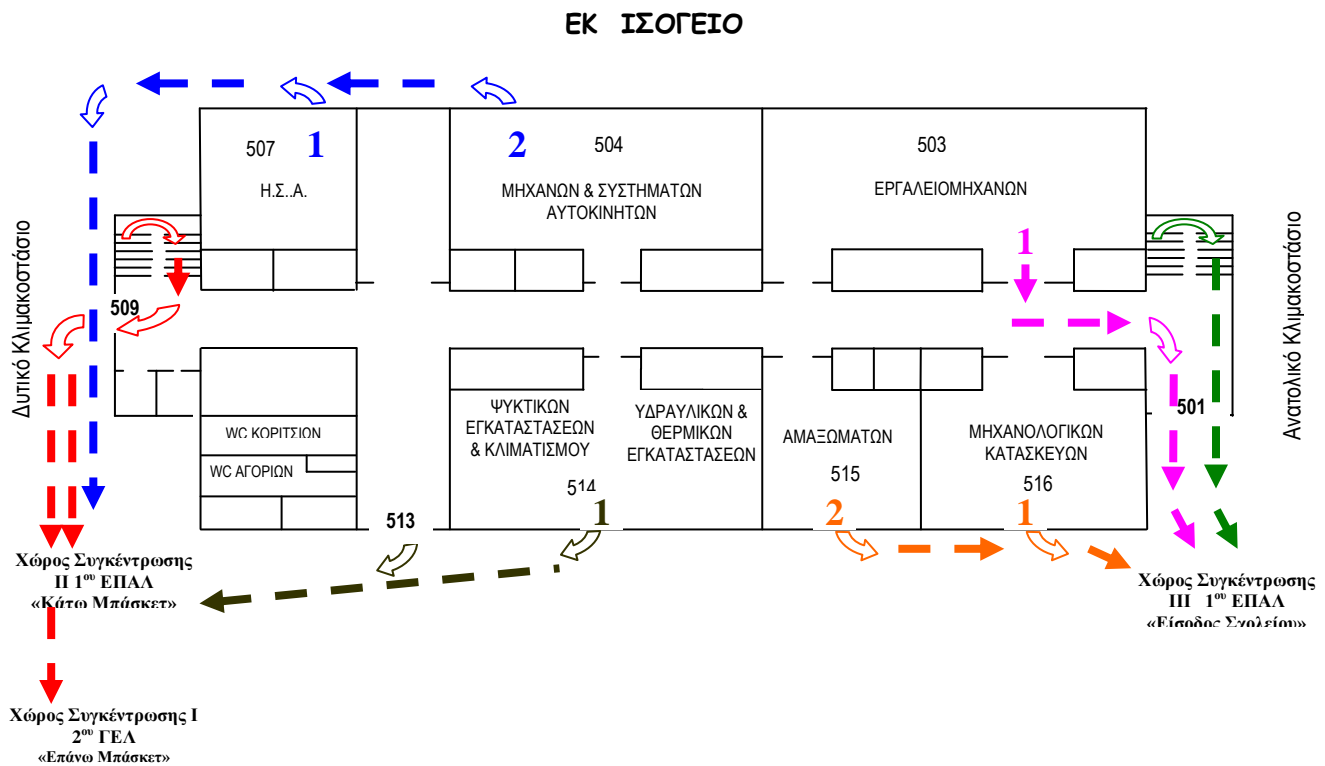 ΕΚ ΙΣΟΓΕΙΟ
507
1
Η.Σ..Α.
2
504
ΜΗΧΑΝΩΝ & ΣΥΣΤΗΜΑΤΩΝ
ΑΥΤΟΚΙΝΗΤΩΝ
503
ΕΡΓΑΛΕΙΟΜΗΧΑΝΩΝ
1
Δυτικό Κλιμακοστάσιο
509
Ανατολικό Κλιμακοστάσιο
501
WC ΚΟΡΙΤΣΙΩΝ
WC ΑΓΟΡΙΩΝ
513
ΨΥΚΤΙΚΩΝ
ΕΓΚΑΤΑΣΤΑΣΕΩΝ
& ΚΛΙΜΑΤΙΣΜΟΥ
ΥΔΡΑΥΛΙΚΩΝ &
ΘΕΡΜΙΚΩΝ
ΕΓΚΑΤΑΣΤΑΣΕΩΝ
514
1
ΑΜΑΞΩΜΑΤΩΝ
515
2
ΜΗΧΑΝΟΛΟΓΙΚΩΝ
ΚΑΤΑΣΚΕΥΩΝ
516
1
Χώρος Συγκέντρωσης
ΙΙ 1ου ΕΠΑΛ
«Κάτω Μπάσκετ»
Χώρος Συγκέντρωσης
ΙΙΙ 1ου ΕΠΑΛ
«Είσοδος Σχολείου»
Χώρος Συγκέντρωσης Ι
2ου ΓΕΛ
«Επάνω Μπάσκετ»